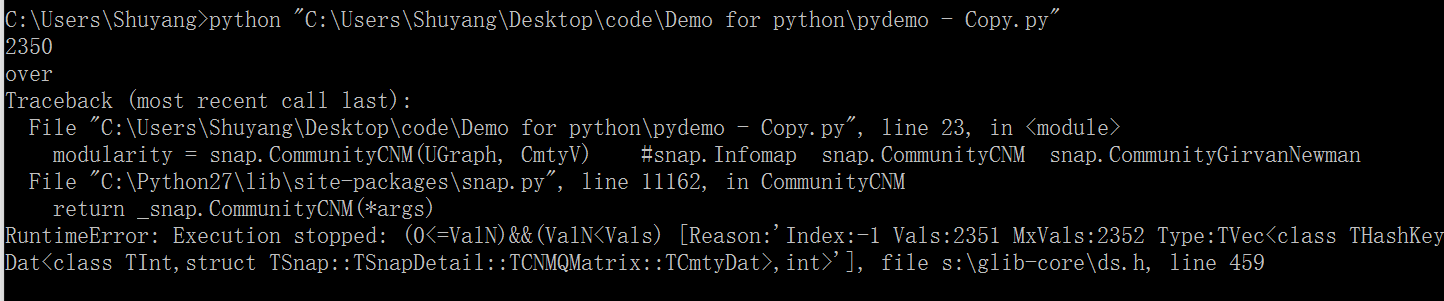 C:\Users\Shuyang>python "C:\Users\Shuyang\Desktop\code\Demo for python\pydemo - Copy.py"
2350
over
Traceback (most recent call last):
  File "C:\Users\Shuyang\Desktop\code\Demo for python\pydemo - Copy.py", line 23, in <module>
    modularity = snap.CommunityCNM(UGraph, CmtyV)    #snap.Infomap  snap.CommunityCNM  snap.CommunityGirvanNewman
  File "C:\Python27\lib\site-packages\snap.py", line 11162, in CommunityCNM
    return _snap.CommunityCNM(*args)
RuntimeError: Execution stopped: (0<=ValN)&&(ValN<Vals) [Reason:'Index:-1 Vals:2351 MxVals:2352 Type:TVec<class THashKey
Dat<class TInt,struct TSnap::TSnapDetail::TCNMQMatrix::TCmtyDat>,int>'], file s:\glib-core\ds.h, line 459